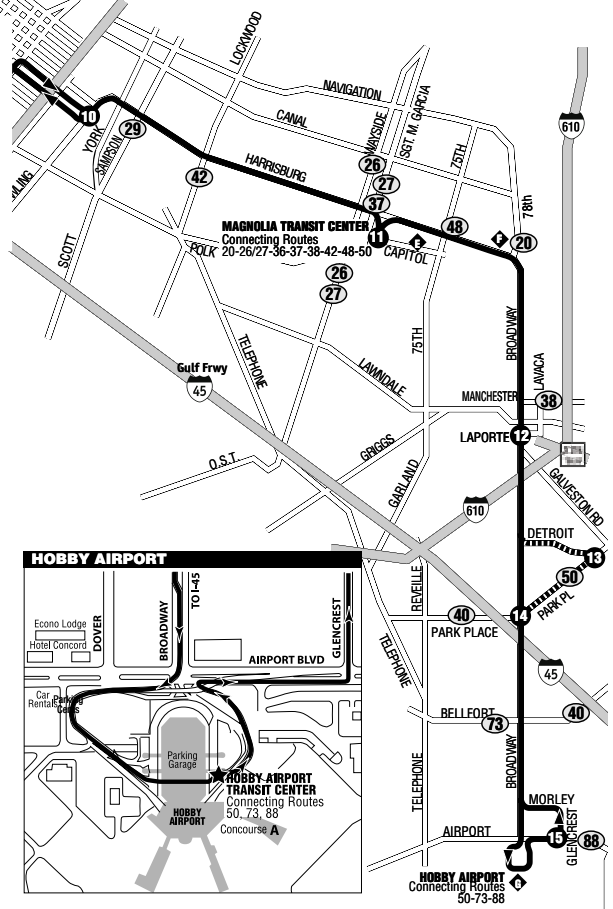 LOCKWOOD
NAVIGATION
CANAL
WAYSIDE
SGT. M. GARCIA
75TH
610
10
YORK
SAMPSON
29
HARRISBURG
42
26
27
37
48
78th
MAGNOLIA TRANSIT CENTER
Connecting Routes
20-26/27-36-37-38-42-48-50
11
E
F
20
CAPITOL
SCOTT
POLK
26
27
TELEPHONE
75TH
BROADWAY
LAVACA
Gulf Frwy
45
LAWNDALE
MANCHESTER
38
LAPORTE
12
O.S.T.
GRIGGS
GARLAND
610
GALVESTON RD
DETROIT
13
50
PARK PL
REVEILLE
40
14
PARK PLACE
TELEPHONE
45
BELLFORT
73
40
TELEPHONE
BROADWAY
MORLEY
AIRPORT
15
GLENCREST
88
HOBBY AIRPORT
Connecting Routes
50-73-88
G
HOBBY AIRPORT
TO I-45
DOVER
BROADWAY
GLENCREST
Econo Lodge
Hotel Concord
AIRPORT BLVD
Car
Rentals
Parking
Cents
Parking
Garage
HOBBY AIRPORT
TRANSIT CENTER
Connecting Routes
50, 73, 88
HOBBY
AIRPORT
Concourse A